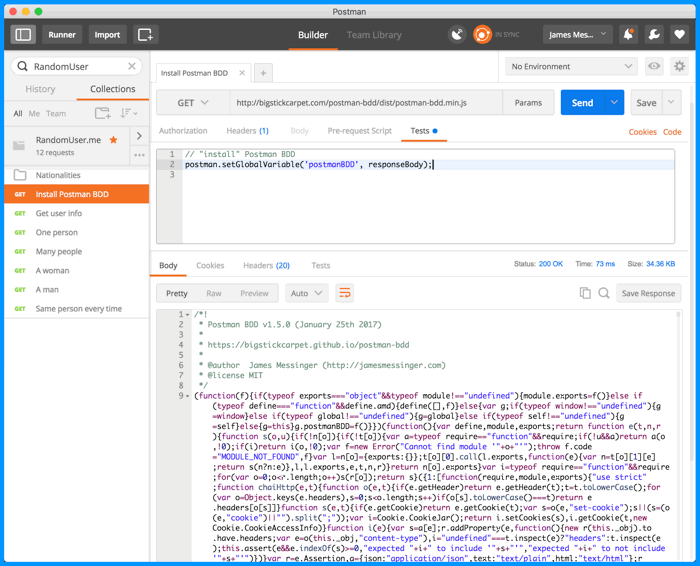 Postman
Runner
Import
Builder
Team Library
IN SYNC
James Mes...
RandomUser
History
Collections
All Me Team
RandomUser.me
12 requests
Nationalities
GET Install Postman BDD
GET Get user info
GET One person
GET Many people
GET A woman
GET A man
GET Same person every time
Install Postman BDD
No Environment
GET
http://bigstickcarpet.com/postman-bdd/dist/postman-bdd.min.js
Params
Send
Save
Authorization
Headers (1)
Body
Pre-request Script
Tests
Cookies
Code
1 // "install" Postman BDD
2 postman.setGlobalVariable('postmanBDD', responseBody);
3
Body
Cookies
Headers (20)
Tests
Status: 200 OK
Time: 73 ms
Size: 34.36 KB
Pretty
Raw
Preview
Auto
Save Response
1 /*!
2 * Postman BDD v1.5.0 (January 25th 2017)
3 *
4 * https://bigstickcarpet.github.io/postman-bdd
5 *
6 * @author  James Messinger (http://jamesmessinger.com)
7 * @license MIT
8 */
9 (function(f){if(typeof exports==="object"&&typeof module!=="undefined"){module.exports=f()}else if
(typeof define==="function"&&define.amd){define([],f)}else{var g;if(typeof window!=="undefined"){g
=window}else if(typeof global!=="undefined"){g=global}else if(typeof self!=="undefined"){g
=self}else{g=this}g.postmanBDD=f()}})(function(){var define,module,exports;return function e(t,n,r
){function s(o,u){if(!n[o]){if(!t[o]){var a=typeof require=="function"&&require;if(!u&&a)return a(o
,!0);if(i)return i(o,!0);var f=new Error("Cannot find module '"+o+"'");throw f.code
="MODULE_NOT_FOUND",f}var l=n[o]={exports:{}};t[o][0].call(l.exports,function(e){var n=t[o][1][e]
;return s(n?n:e)},l,l.exports,e,t,n,r)}return n[o].exports}var i=typeof require=="function"&&require
;for(var o=0;o<r.length;o++)s(r[o]);return s}({1:[function(require,module,exports){"use strict"
;function chaiHttp(e,t){function o(e,t){if(e.getHeader)return e.getHeader(t);t=t.toLowerCase();for
(var o=Object.keys(e.headers),s=0;s<o.length;s++)if(o[s].toLowerCase()===t)return e
.headers[o[s]]}function s(e,t){if(e.getCookie)return e.getCookie(t);var s=o(e,"set-cookie");s||(s=(o
(e,"cookie")||"").split(";"));var i=Cookie.CookieJar();return i.setCookies(s),i.getCookie(t,new
Cookie.CookieAccessInfo)}function i(e){var s=a[e];r.addProperty(e,function(){new r(this._obj).to
.have.headers;var e=o(this._obj,"content-type"),i="undefined"===t.inspect(e)?"headers":t.inspect(e
);this.assert(e&&e.indexOf(s)>=0,"expected "+i+" to include '"+s+"'","expected "+i+" to not include
'"+s+"'")})}var r=e.Assertion,a={json:"application/json",text:"text/plain",html:"text/html"};r